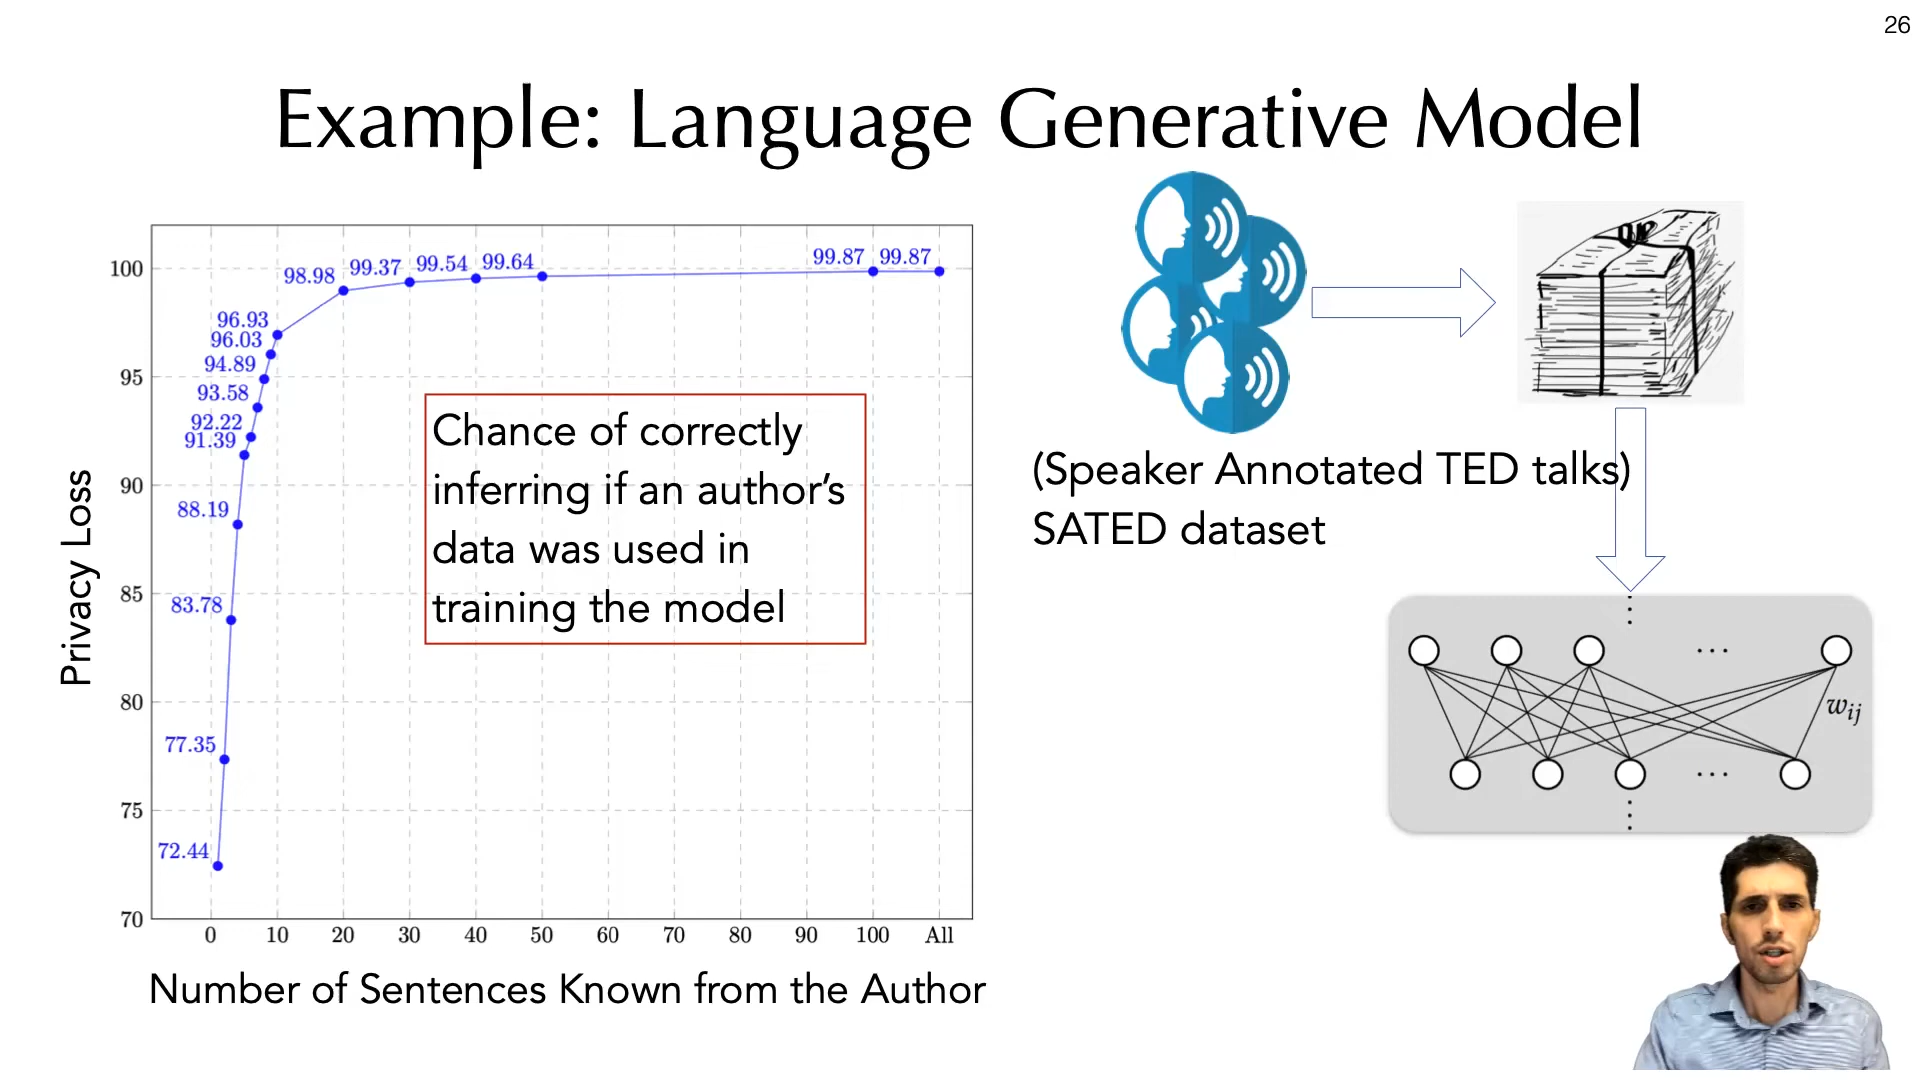 26
Example: Language Generative Model
Privacy Loss
100
95
90
85
80
75
70
72.44
77.35
83.78
88.19
91.39
92.22
93.58
94.89
96.03
96.93
98.98
99.37
99.54
99.64
99.87
99.87
0 10 20 30 40 50 60 70 80 90 100 All
Number of Sentences Known from the Author
Chance of correctly
inferring if an author’s
data was used in
training the model
(Speaker Annotated TED talks)
SATED dataset
... wij
...